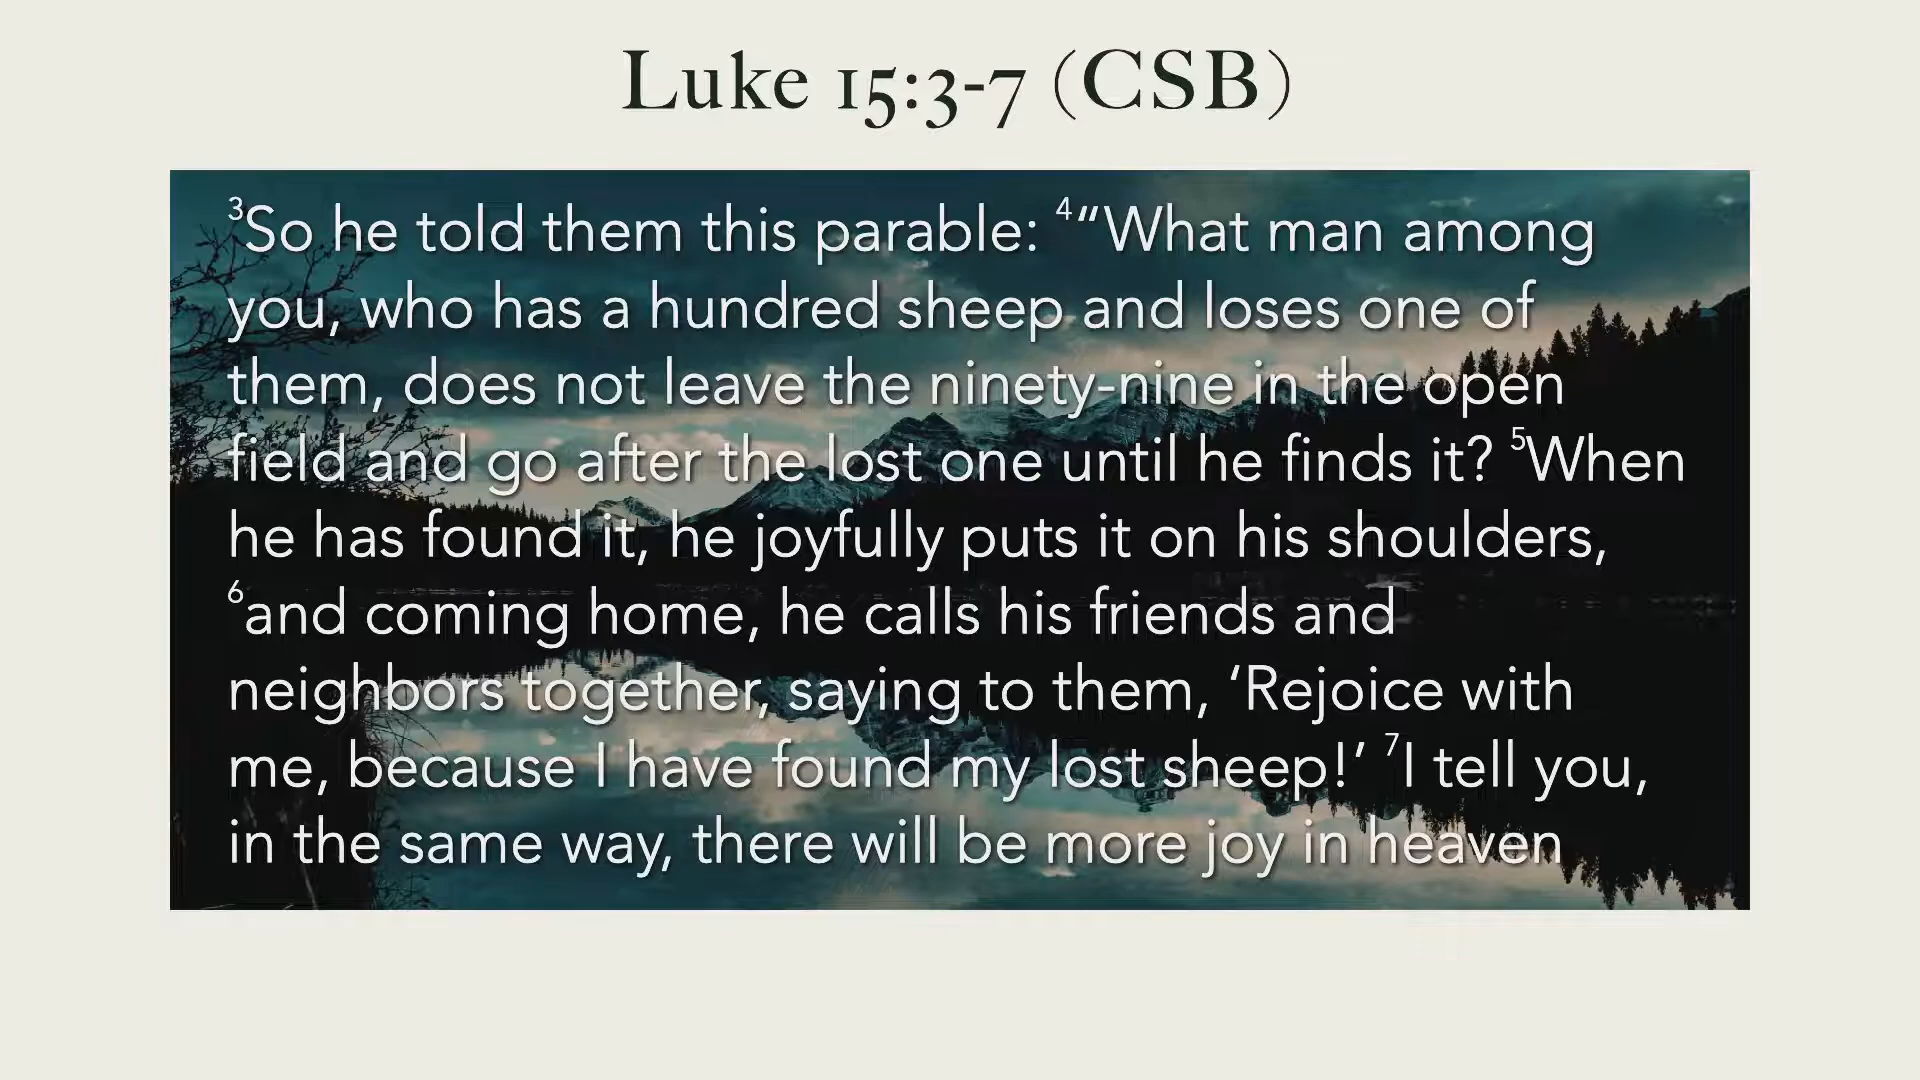 Luke 15:3-7 (CSB)
³So he told them this parable: ⁴“What man among
you, who has a hundred sheep and loses one of
them, does not leave the ninety-nine in the open
field and go after the lost one until he finds it? ⁵When
he has found it, he joyfully puts it on his shoulders,
⁶and coming home, he calls his friends and
neighbors together, saying to them, ‘Rejoice with
me, because I have found my lost sheep!’ ⁷I tell you,
in the same way, there will be more joy in heaven